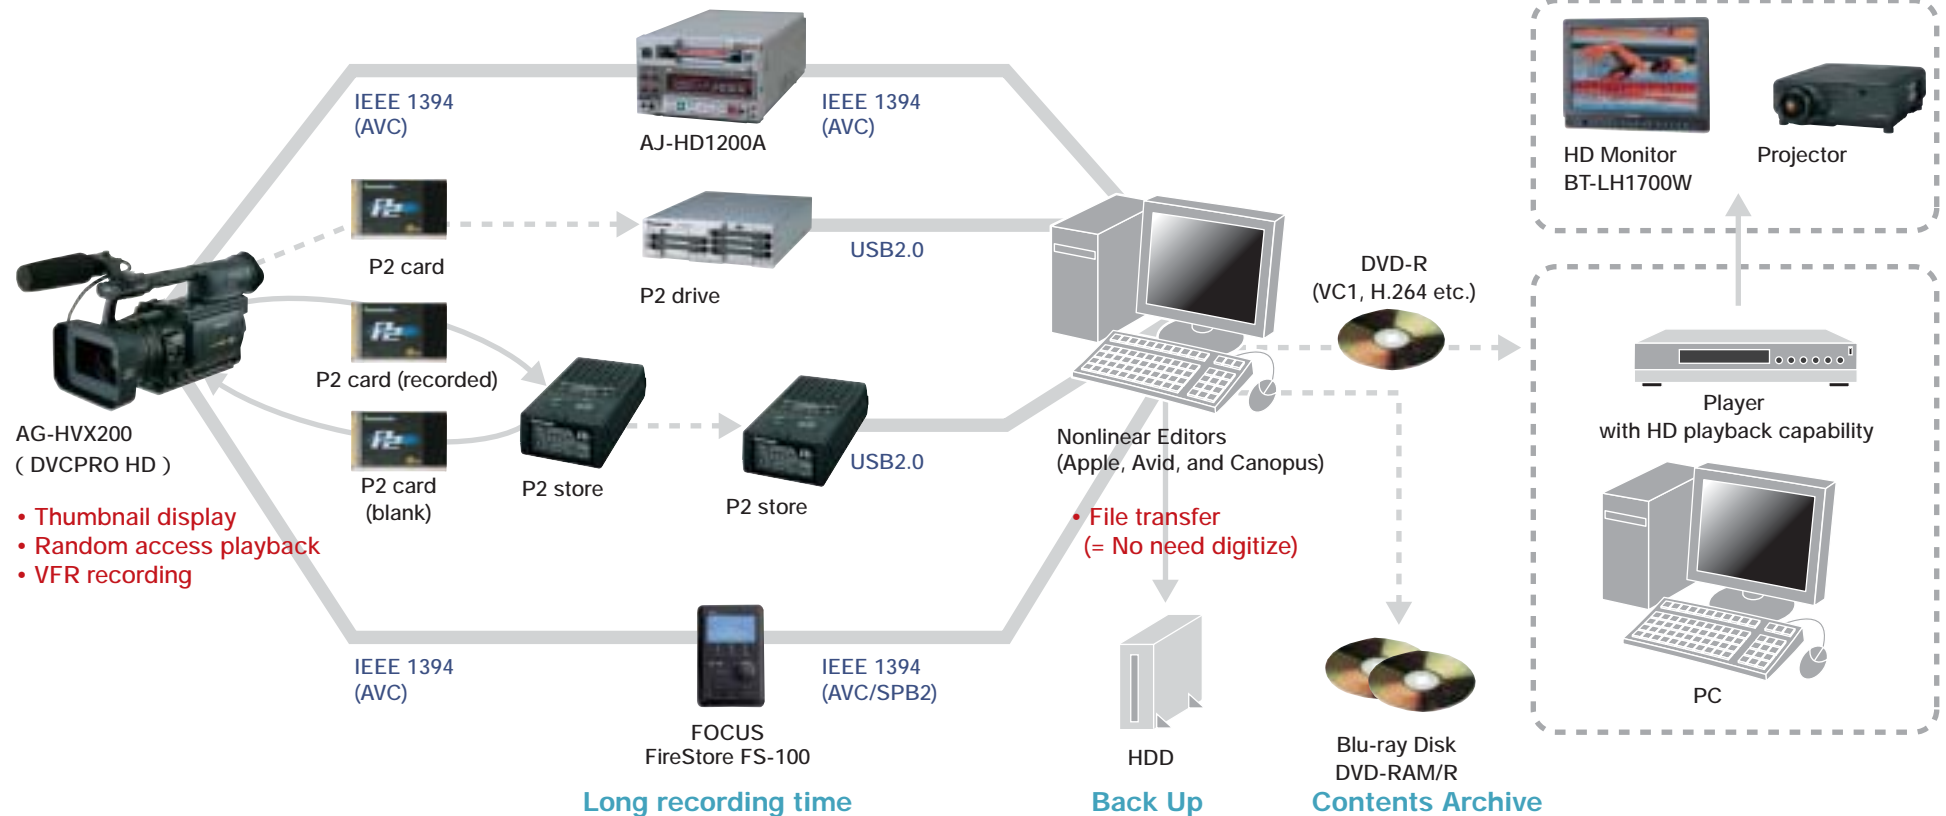 IEEE 1394
(AVC)
AJ-HD1200A
IEEE 1394
(AVC)
HD Monitor
BT-LH1700W
Projector
P2
P2 card
P2 drive
USB2.0
DVD-R
(VC1, H.264 etc.)
P2
P2 card (recorded)
P2
P2 card
(blank)
P2 store
P2 store
USB2.0
AG-HVX200
( DVCPRO HD )
• Thumbnail display
• Random access playback
• VFR recording
Nonlinear Editors
(Apple, Avid, and Canopus)
• File transfer
(= No need digitize)
Player
with HD playback capability
PC
IEEE 1394
(AVC)
IEEE 1394
(AVC/SPB2)
FOCUS
FireStore FS-100
HDD
Blu-ray Disk
DVD-RAM/R
Long recording time
Back Up
Contents Archive